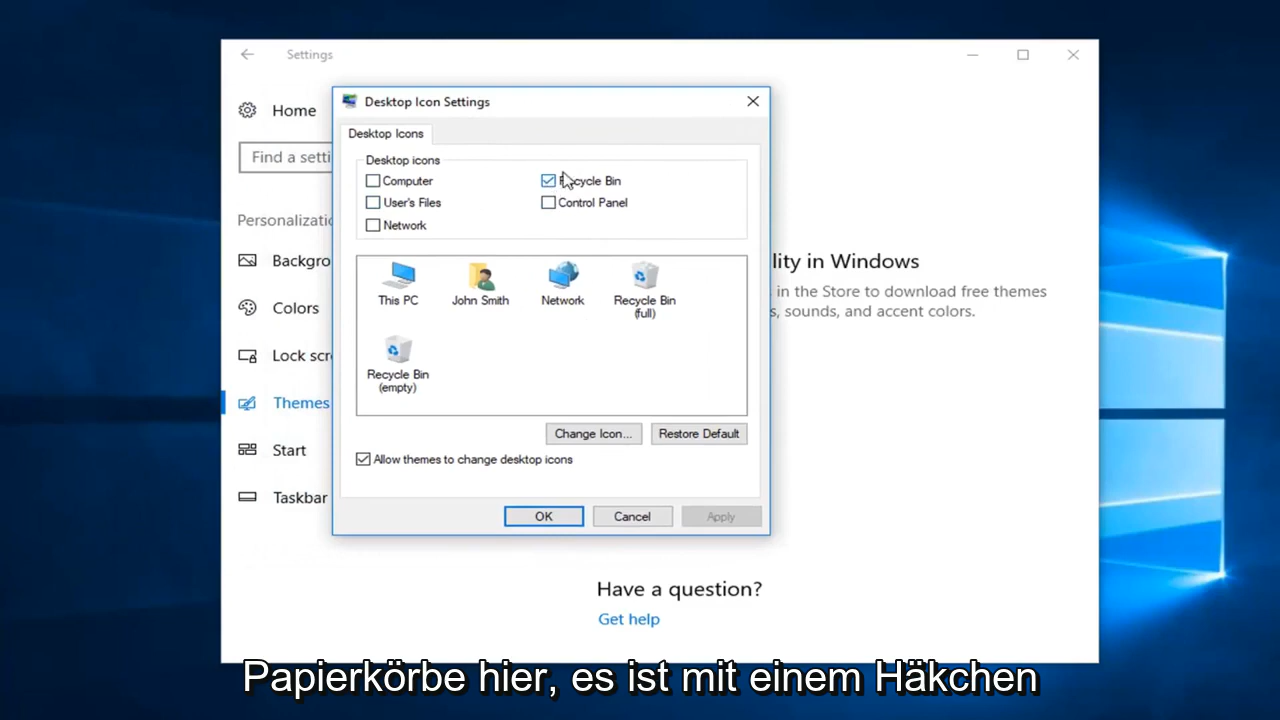 Settings
Home
Find a setti
Personalizatio
Backgro
Colors
Lock scre
Themes
Start
Taskbar
Desktop Icon Settings
Desktop Icons
Desktop icons
Computer
Recycle Bin
User's Files
Control Panel
Network
This PC
John Smith
Network
Recycle Bin
(full)
Recycle Bin
(empty)
Change Icon...
Restore Default
Allow themes to change desktop icons
OK
Cancel
Apply
lity in Windows
in the Store to download free themes
s, sounds, and accent colors.
Have a question?
Get help
Papierkörbe hier, es ist mit einem Häkchen